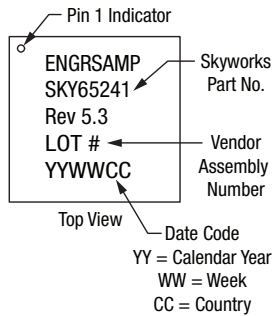 Pin 1 Indicator
ENGRSAMP
SKY65241
Rev 5.3
LOT #
YYWWCC
Skyworks
Part No.
Vendor
Assembly
Number
Top View
Date Code
YY = Calendar Year
WW = Week
CC = Country